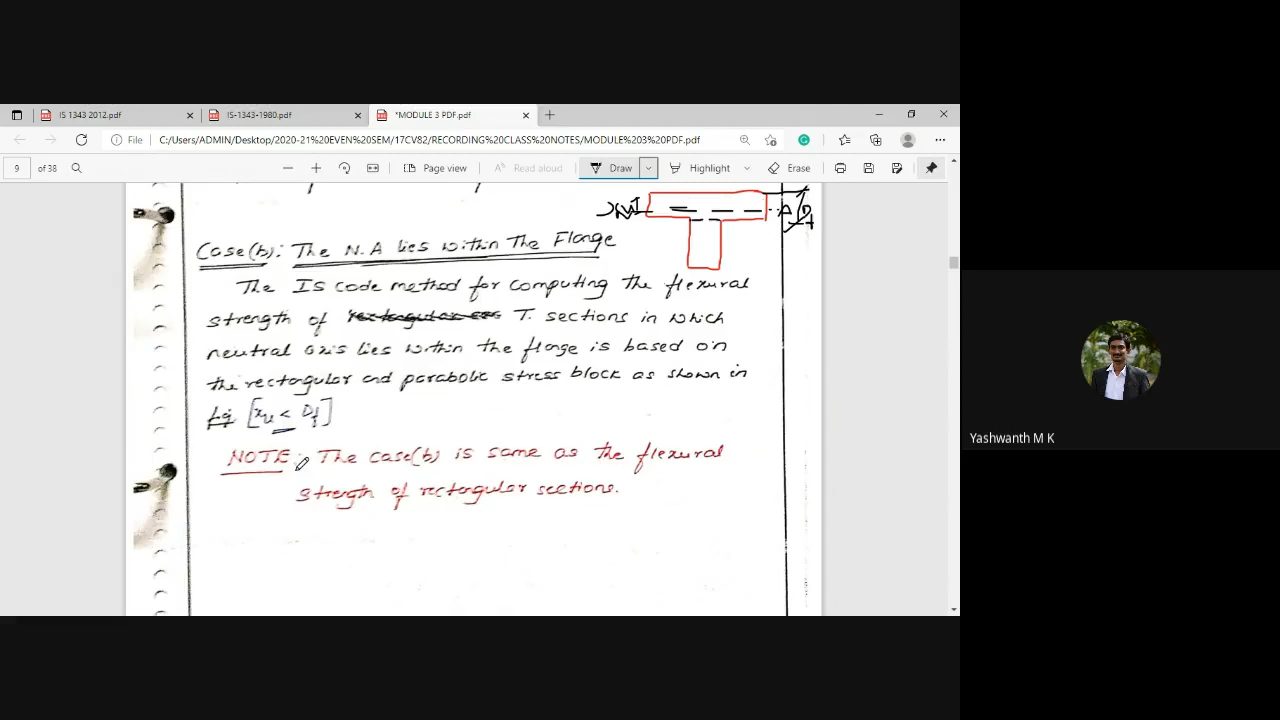 IS 1343 2012.pdf
IS-1343-1980.pdf
*MODULE 3 PDF.pdf
File
C:/Users/ADMIN/Desktop/2020-21%20EVEN%20SEM/17CV82/RECORDING%20CLASS%20NOTES/MODULE%203%20PDF.pdf
9 of 38
Page view
Read aloud
Draw
Highlight
Erase
Case(b): The N.A lies within The Flange
The IS code method for computing the flexural
strength of T. sections in which
neutral axis lies within the flange is based on
the rectangular and parabolic stress block as shown in
fig [xu < Df]
NOTE: The case(b) is same as the flexural
strength of rectangular sections.
Yashwanth M K